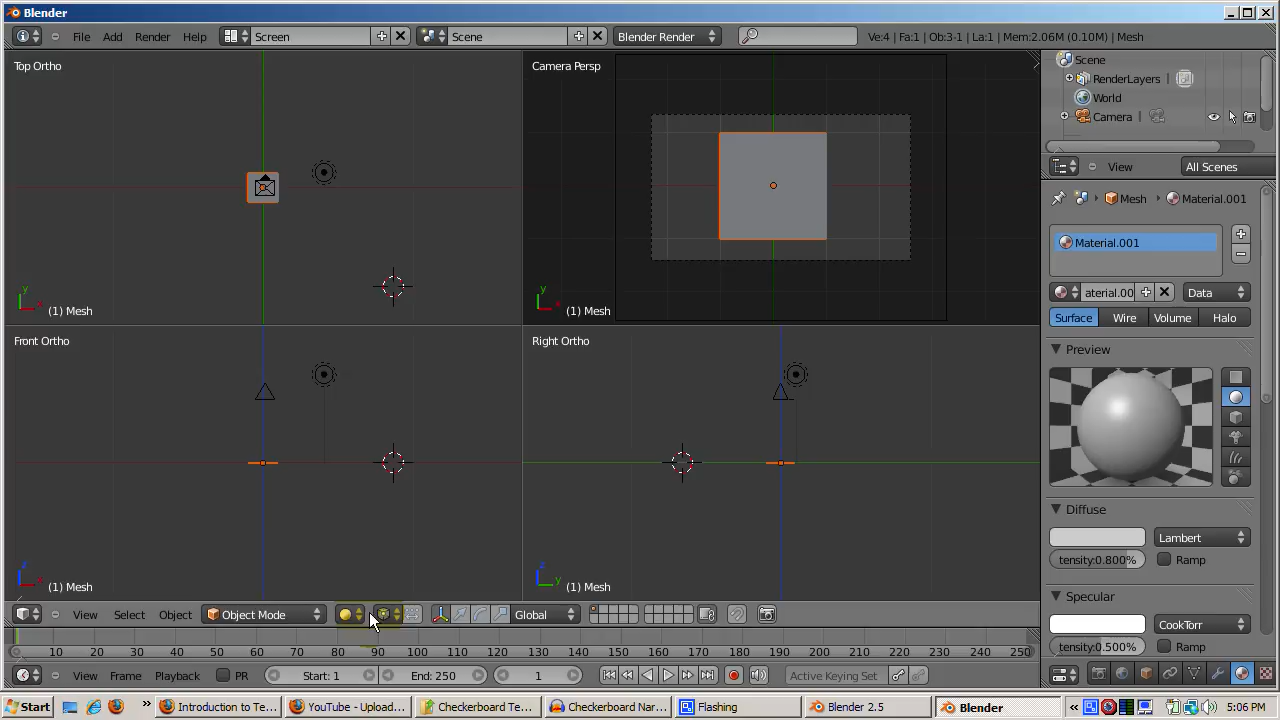 Blender
File Add Render Help Screen Scene Blender Render Ve:4 | Fa:1 | Ob:3-1 | La:1 | Mem:2.06M (0.10M) | Mesh
Top Ortho
Camera Persp
y
(1) Mesh
y
(1) Mesh
Front Ortho
Right Ortho
z
(1) Mesh
z
y
(1) Mesh
Scene
RenderLayers
World
Camera
View All Scenes
Mesh Material.001
Material.001
aterial.00 Data
Surface Wire Volume Halo
Preview
Diffuse
Lambert
tensity:0.800 Ramp
Specular
CookTorr
tensity:0.500 Ramp
View Select Object Object Mode Global
10 20 30 40 50 60 70 80 90 100 110 120 130 140 150 160 170 180 190 200 210 220 230 240 250
View Frame Playback PR Start: 1 End: 250 1 Active Keying Set
Start Introduction to Te... YouTube - Upload... Checkerboard Te... Checkerboard Nar... Flashing Blender 2.5 Blender 5:06 PM